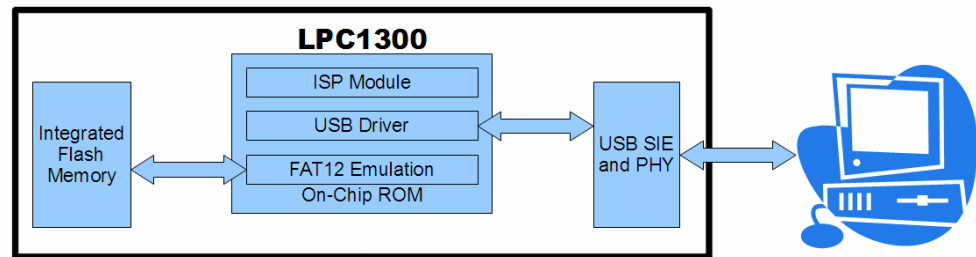 LPC1300
Integrated
Flash
Memory
ISP Module
USB Driver
FAT12 Emulation
On-Chip ROM
USB SIE
and PHY